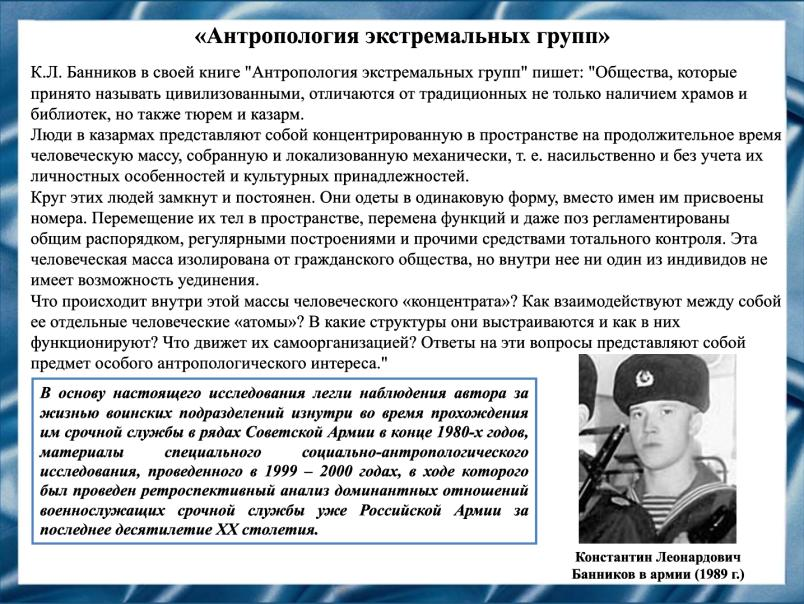 «Антропология экстремальных групп»
К.Л. Банников в своей книге "Антропология экстремальных групп" пишет: "Общества, которые
принято называть цивилизованными, отличаются от традиционных не только наличием храмов и
библиотек, но также тюрем и казарм.
Люди в казармах представляют собой концентрированную в пространстве на продолжительное время
человеческую массу, собранную и локализованную механически, т. е. насильственно и без учета их
личностных особенностей и культурных принадлежностей.
Круг этих людей замкнут и постоянен. Они одеты в одинаковую форму, вместо имен им присвоены
номера. Перемещение их тел в пространстве, перемена функций и даже поз регламентированы
общим распорядком, регулярными построениями и прочими средствами тотального контроля. Эта
человеческая масса изолирована от гражданского общества, но внутри нее ни один из индивидов не
имеет возможность уединения.
Что происходит внутри этой массы человеческого «концентрата»? Как взаимодействуют между собой
ее отдельные человеческие «атомы»? В какие структуры они выстраиваются и как в них
функционируют? Что движет их самоорганизацией? Ответы на эти вопросы представляют собой
предмет особого антропологического интереса."
В основу настоящего исследования легли наблюдения автора за
жизнью воинских подразделений изнутри во время прохождения
им срочной службы в рядах Советской Армии в конце 1980-х годов,
материалы специального социально-антропологического
исследования, проведенного в 1999 – 2000 годах, в ходе которого
был проведен ретроспективный анализ доминантных отношений
военнослужащих срочной службы уже Российской Армии за
последнее десятилетие XX столетия.
Константин Леонардович
Банников в армии (1989 г.)